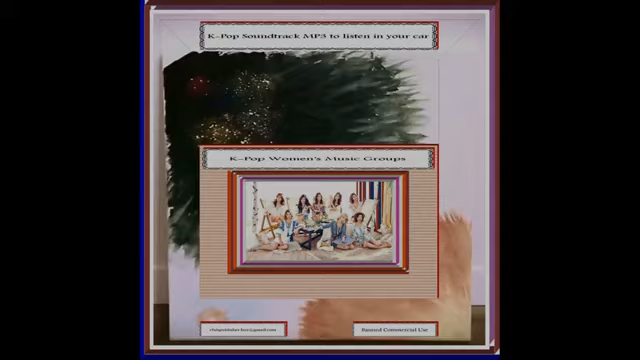 K-Pop Soundtrack MP3 to listen in your car
K-Pop Women's Music Groups
Banned Commercial Use